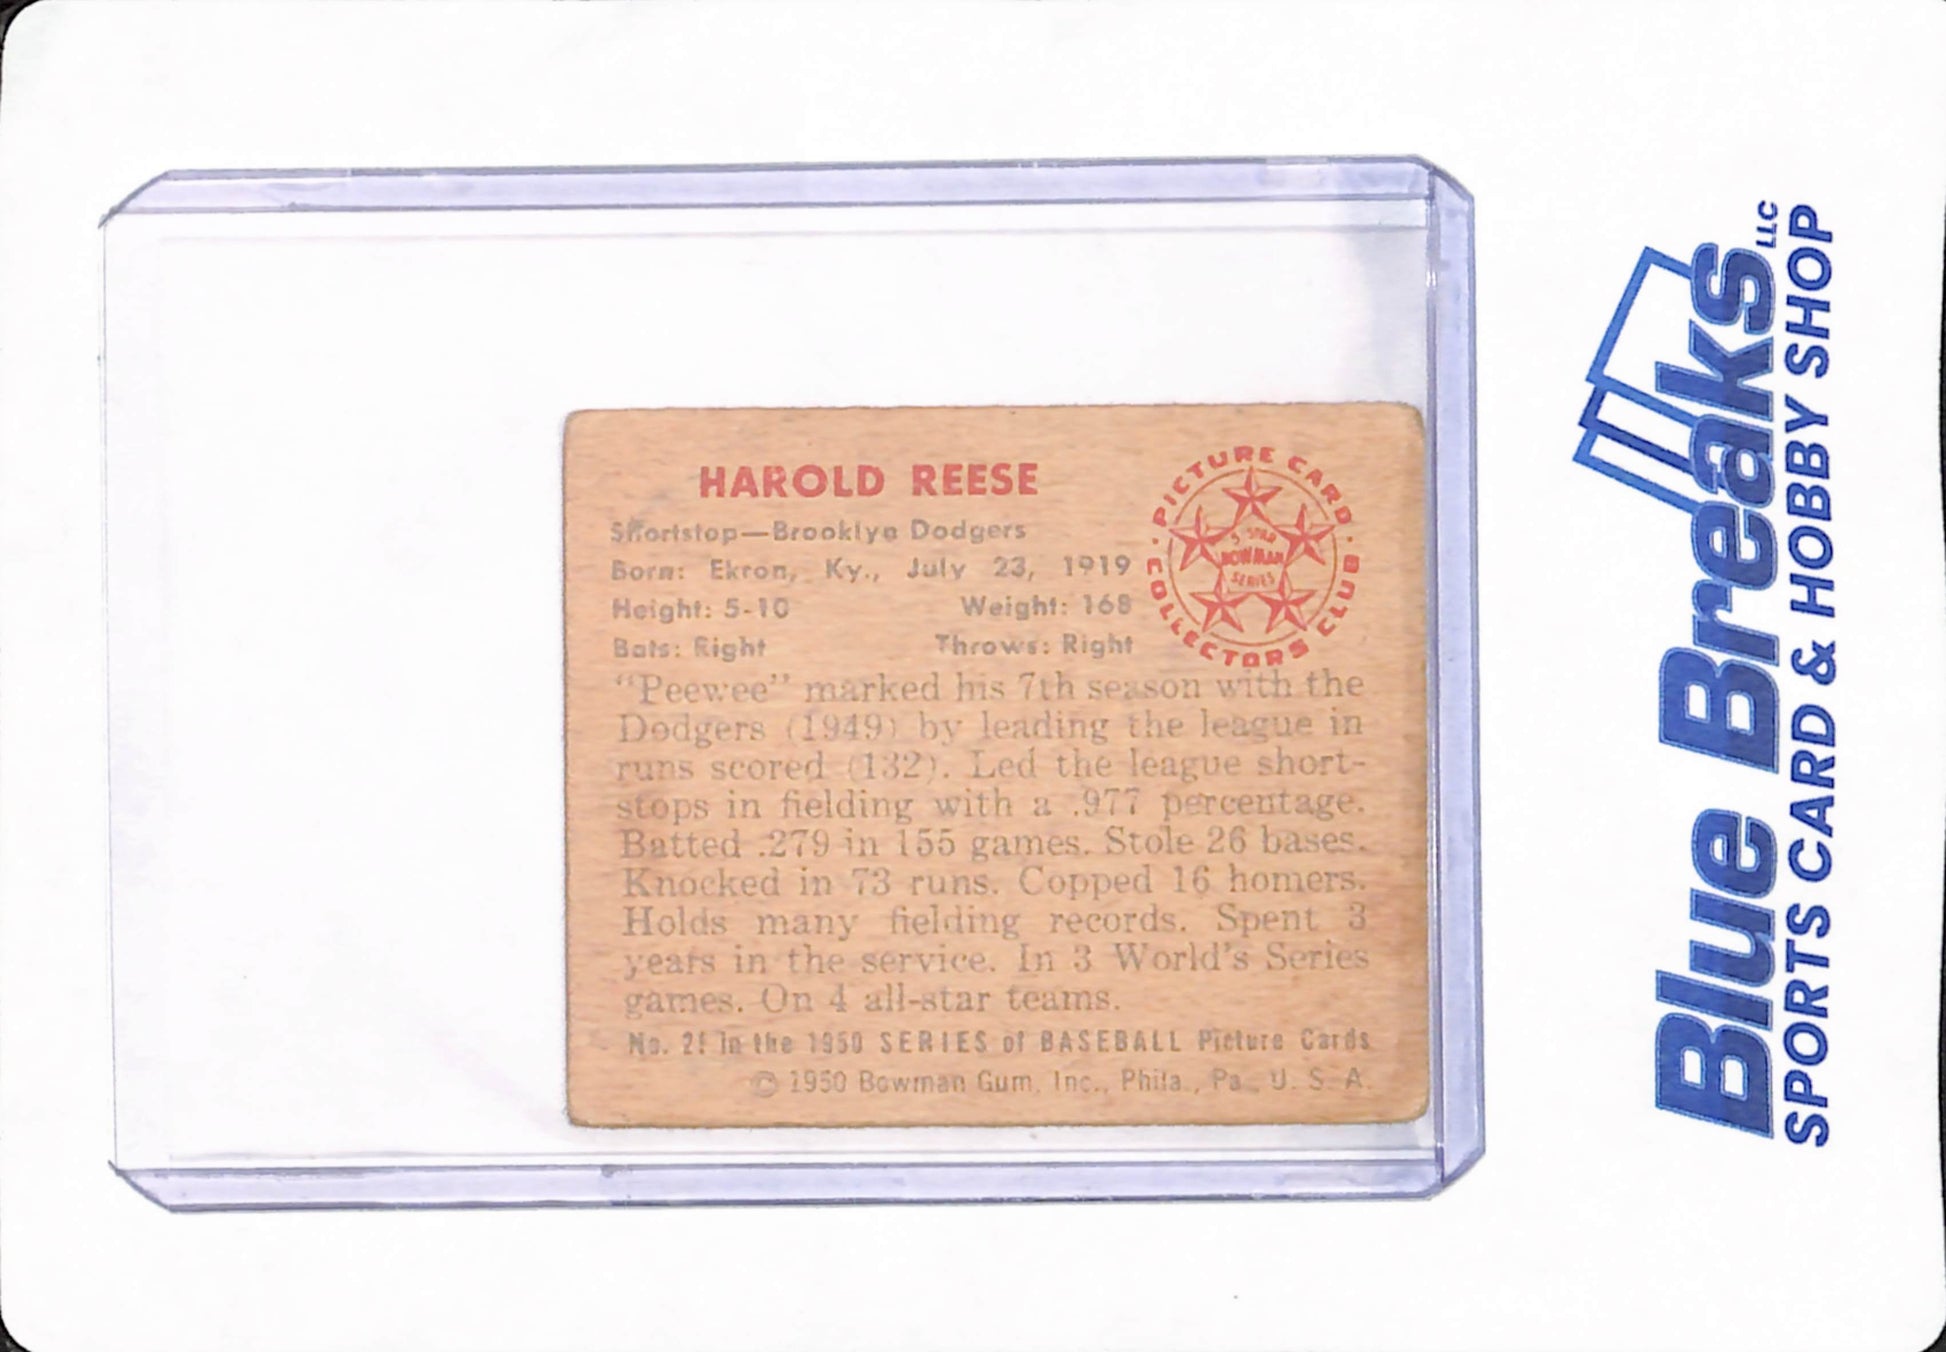 HAROLD REESE
Shortstop—Brooklyn Dodgers
Born: Ekron, Ky., July 23, 1919
Height: 5-10 Weight: 168
Bats: Right Throws: Right
"Peewee" marked his 7th season with the
Dodgers (1949) by leading the league in
runs scored (132). Led the league short-
stops in fielding with a .977 percentage.
Batted .279 in 155 games. Stole 26 bases.
Knocked in 73 runs. Copped 16 homers.
Holds many fielding records. Spent 3
years in the service. In 3 World's Series
games. On 4 all-star teams.
No. 21 in the 1950 SERIES of BASEBALL Picture Cards
© 1950 Bowman Gum, Inc., Phila., Pa., U. S. A.
PICTURE CARD
COLLECTORS CLUB
5 STAR
BOWMAN
SERIES
Blue Breaks LLC
SPORTS CARD & HOBBY SHOP